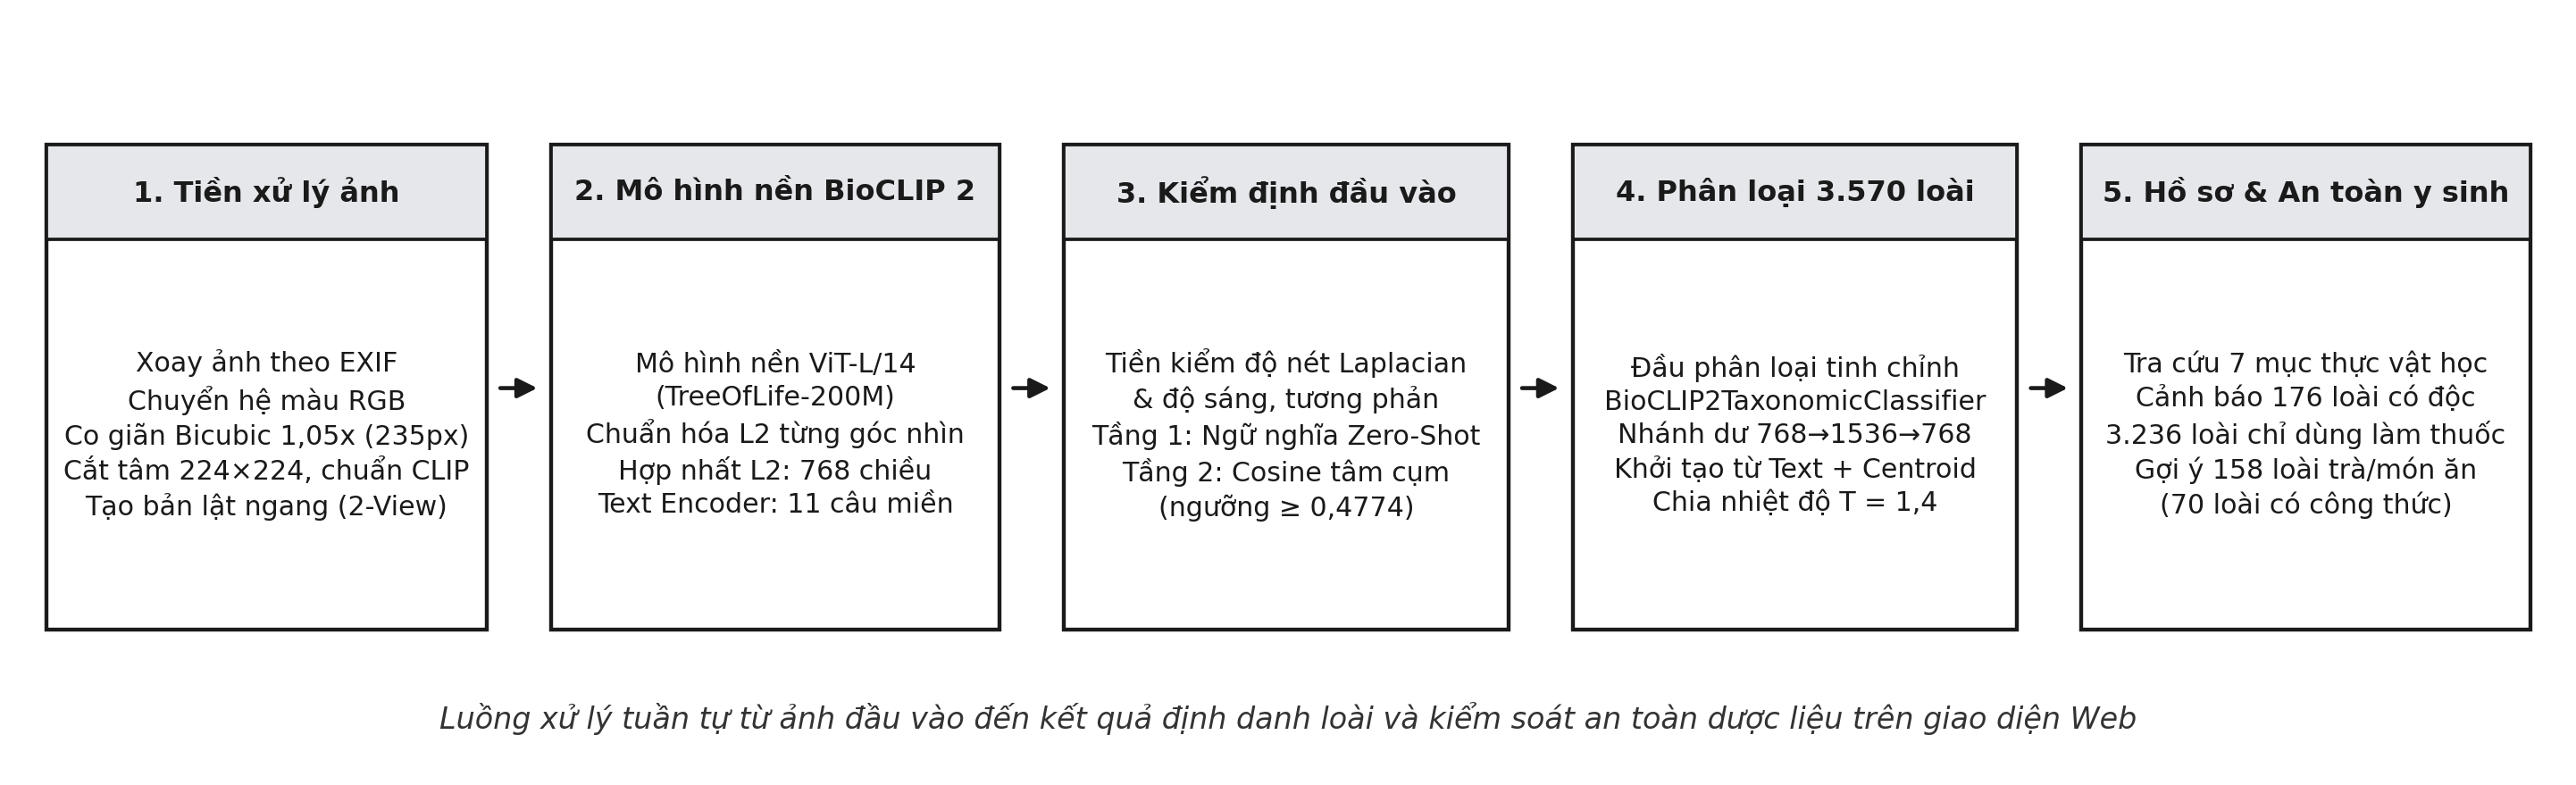 1. Tiền xử lý ảnh
Xoay ảnh theo EXIF
Chuyển hệ màu RGB
Co giãn Bicubic 1,05x (235px)
Cắt tâm 224×224, chuẩn CLIP
Tạo bản lật ngang (2-View)
2. Mô hình nền BioCLIP 2
Mô hình nền ViT-L/14
(TreeOfLife-200M)
Chuẩn hóa L2 từng góc nhìn
Hợp nhất L2: 768 chiều
Text Encoder: 11 câu miền
3. Kiểm định đầu vào
Tiền kiểm độ nét Laplacian
& độ sáng, tương phản
Tầng 1: Ngữ nghĩa Zero-Shot
Tầng 2: Cosine tâm cụm
(ngưỡng ≥ 0,4774)
4. Phân loại 3.570 loài
Đầu phân loại tinh chỉnh
BioCLIP2TaxonomicClassifier
Nhánh dư 768→1536→768
Khởi tạo từ Text + Centroid
Chia nhiệt độ T = 1,4
5. Hồ sơ & An toàn y sinh
Tra cứu 7 mục thực vật học
Cảnh báo 176 loài có độc
3.236 loài chỉ dùng làm thuốc
Gợi ý 158 loài trà/món ăn
(70 loài có công thức)
Luồng xử lý tuần tự từ ảnh đầu vào đến kết quả định danh loài và kiểm soát an toàn dược liệu trên giao diện Web